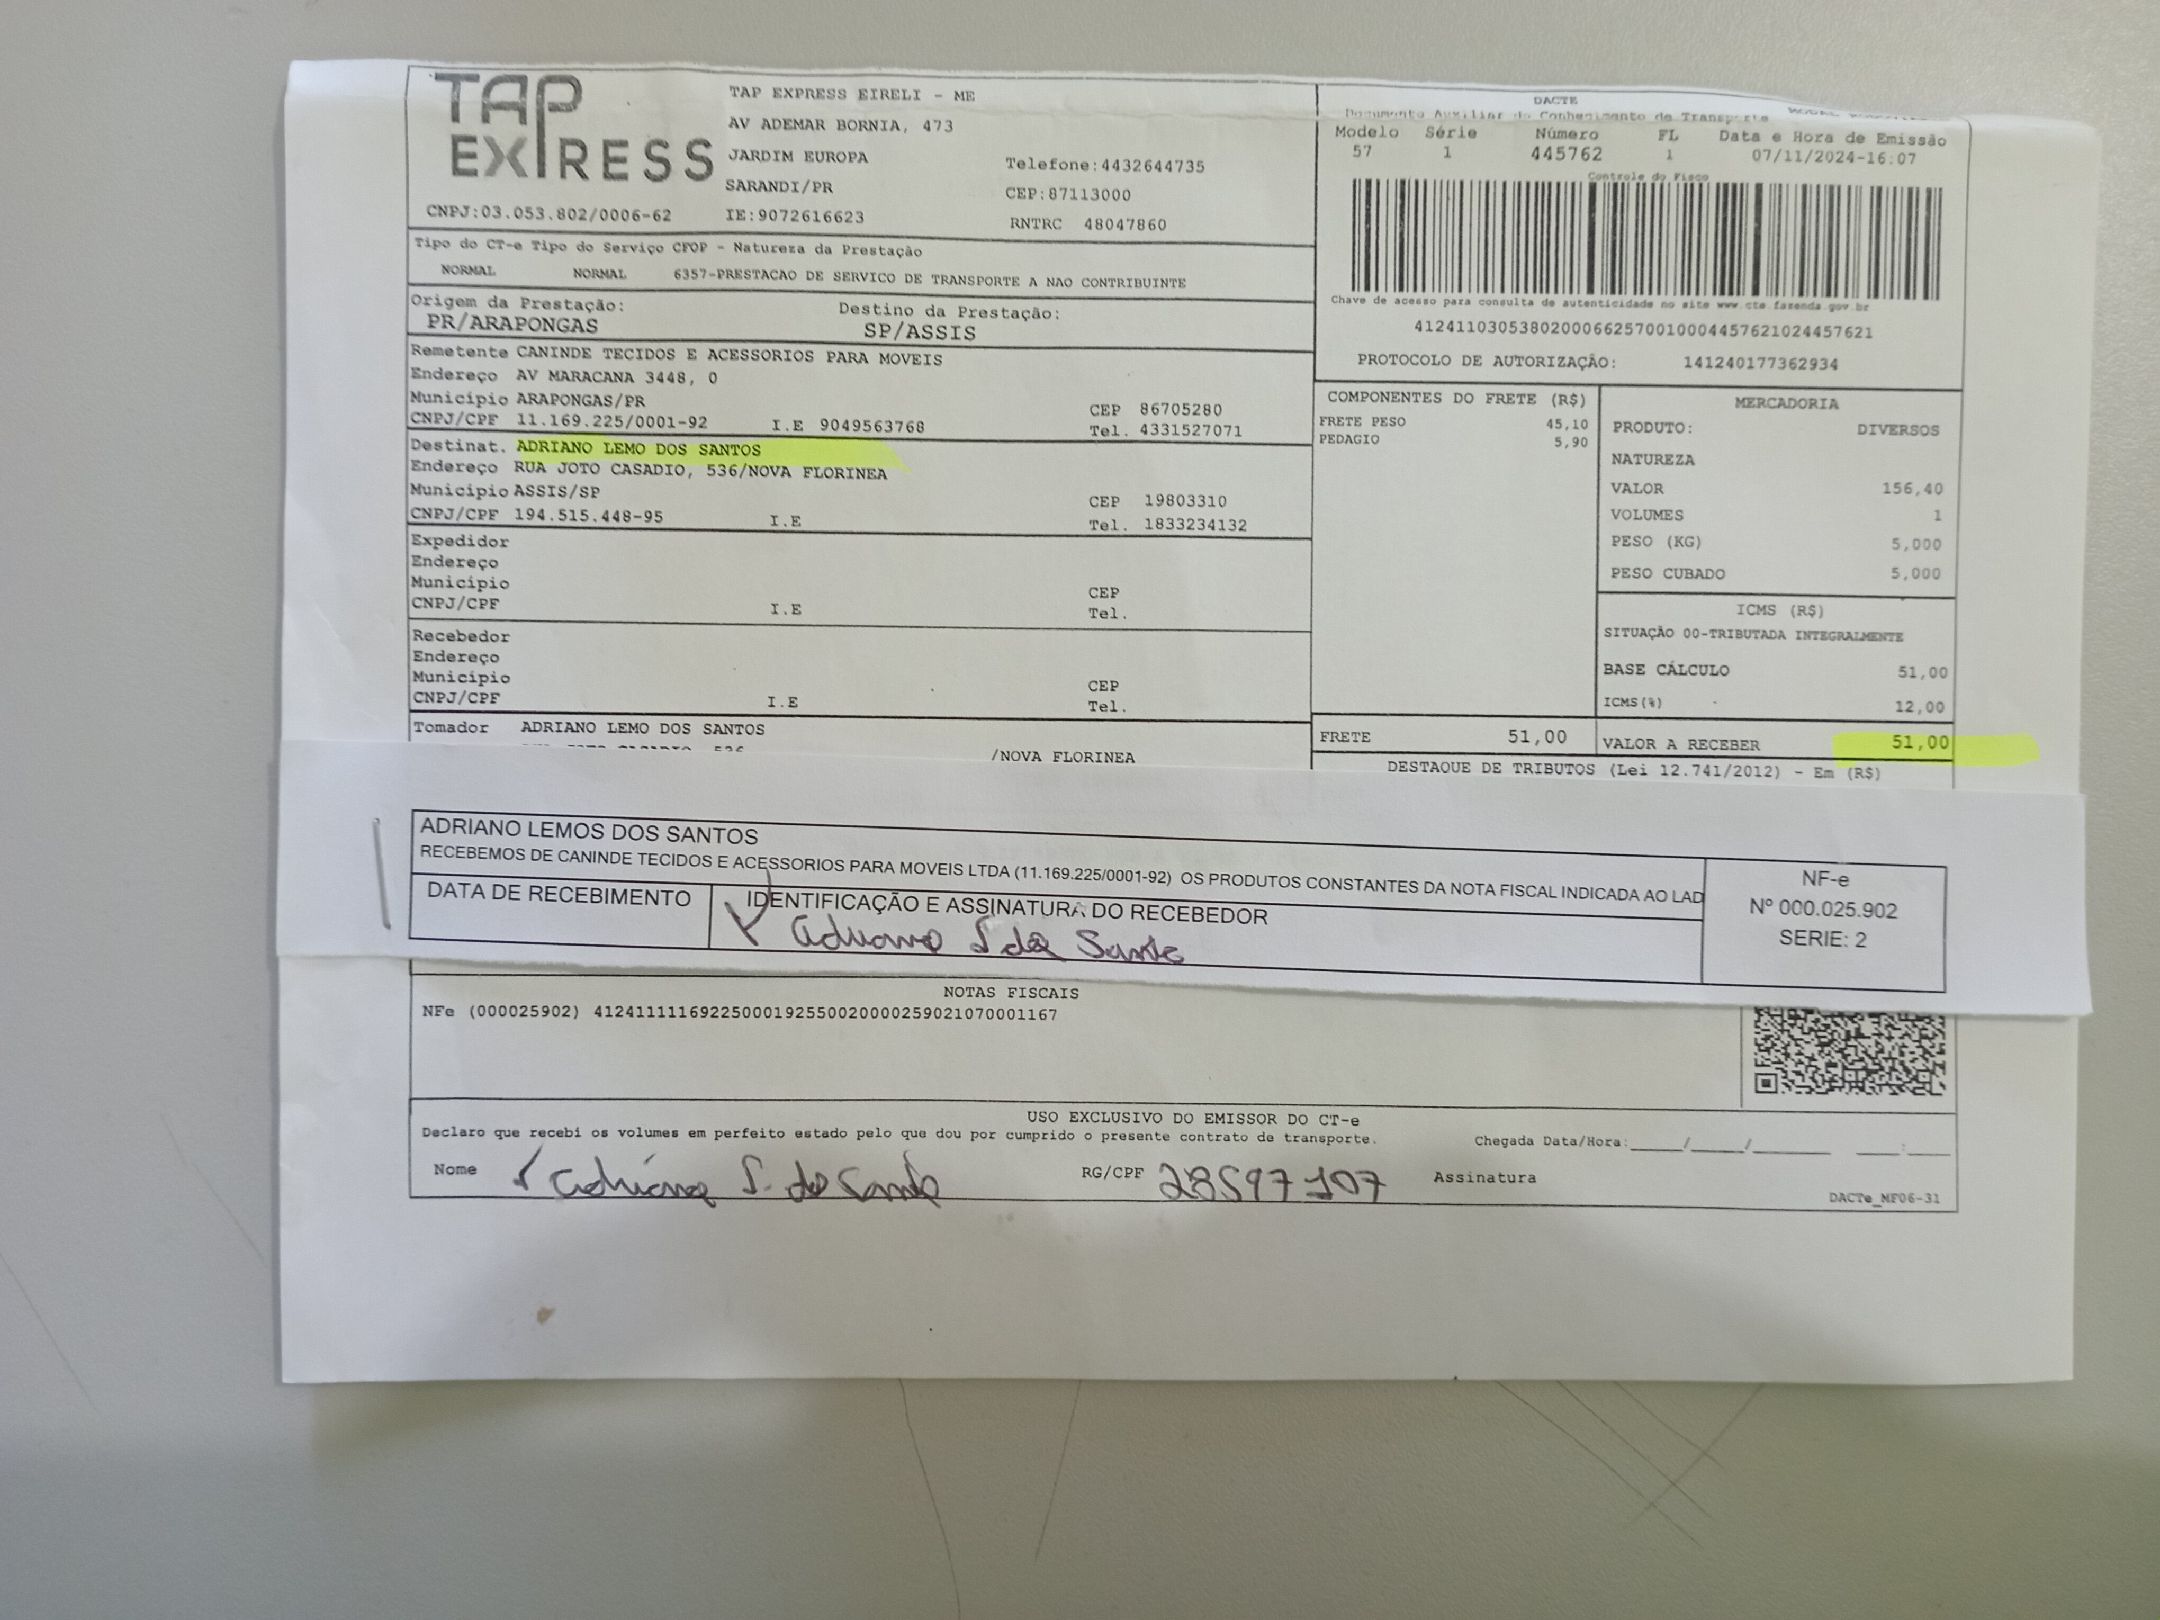 TAP
EXPRESS
TAP EXPRESS EIRELI - ME
AV ADEMAR BORNIA, 473
JARDIM EUROPA
Telefone:4432644735
SARANDI/PR
CEP:87113000
CNPJ:03.053.802/0006-62
IE:9072616623
RNTRC 48047860
DACTE
Documento Auxiliar do Conhecimento de Transporte
Modelo Série Número FL Data e Hora de Emissão
57 1 445762 1 07/11/2024-16:07
Controle do Fisco
Chave de acesso para consulta de autenticidade no site www.cte.fazenda.gov.br
41241103053802000662570010004457621024457621
PROTOCOLO DE AUTORIZAÇÃO: 141240177362934
Tipo do CT-e Tipo do Serviço CFOP - Natureza da Prestação
NORMAL NORMAL 6357-PRESTACAO DE SERVICO DE TRANSPORTE A NAO CONTRIBUINTE
Origem da Prestação: Destino da Prestação:
PR/ARAPONGAS SP/ASSIS
Remetente CANINDE TECIDOS E ACESSORIOS PARA MOVEIS
Endereço AV MARACANA 3448, 0
Município ARAPONGAS/PR CEP 86705280
CNPJ/CPF 11.169.225/0001-92 I.E 9049563768 Tel. 4331527071
Destinat. ADRIANO LEMO DOS SANTOS
Endereço RUA JOTO CASADIO, 536/NOVA FLORINEA
Município ASSIS/SP CEP 19803310
CNPJ/CPF 194.515.448-95 I.E Tel. 1833234132
Expedidor
Endereço
Município CEP
CNPJ/CPF I.E Tel.
Recebedor
Endereço
Município CEP
CNPJ/CPF I.E Tel.
Tomador ADRIANO LEMO DOS SANTOS
/NOVA FLORINEA
COMPONENTES DO FRETE (R$)
FRETE PESO 45,10
PEDAGIO 5,90
FRETE 51,00
MERCADORIA
PRODUTO: DIVERSOS
NATUREZA
VALOR 156,40
VOLUMES 1
PESO (KG) 5,000
PESO CUBADO 5,000
ICMS (R$)
SITUAÇÃO 00-TRIBUTADA INTEGRALMENTE
BASE CÁLCULO 51,00
ICMS(%) 12,00
VALOR A RECEBER 51,00
DESTAQUE DE TRIBUTOS (Lei 12.741/2012) - Em (R$)
ADRIANO LEMOS DOS SANTOS
RECEBEMOS DE CANINDE TECIDOS E ACESSORIOS PARA MOVEIS LTDA (11.169.225/0001-92) OS PRODUTOS CONSTANTES DA NOTA FISCAL INDICADA AO LAD
DATA DE RECEBIMENTO IDENTIFICAÇÃO E ASSINATURA DO RECEBEDOR
Adriano
NF-e
Nº 000.025.902
SERIE: 2
NOTAS FISCAIS
NFe (000025902) 41241111169225000192550020000259021070001167
USO EXCLUSIVO DO EMISSOR DO CT-e
Declaro que recebi os volumes em perfeito estado pelo que dou por cumprido o presente contrato de transporte. Chegada Data/Hora:____/____/______ ____:____
Nome Adriano RG/CPF 28597107 Assinatura
DACTe_MF06-31